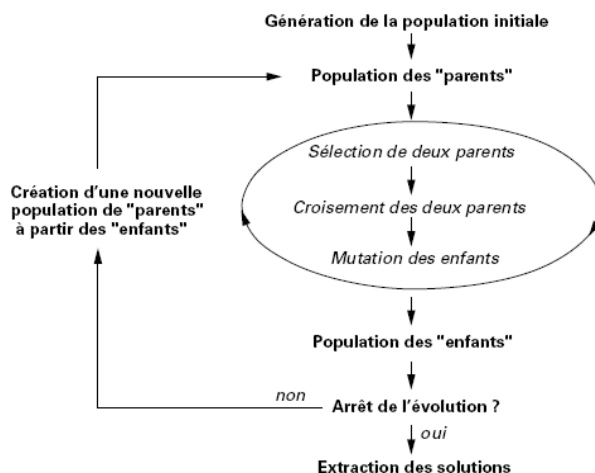 Génération de la population initiale
Population des "parents"
Sélection de deux parents
Croisement des deux parents
Mutation des enfants
Création d'une nouvelle
population de "parents"
à partir des "enfants"
Population des "enfants"
non
Arrêt de l'évolution ?
oui
Extraction des solutions